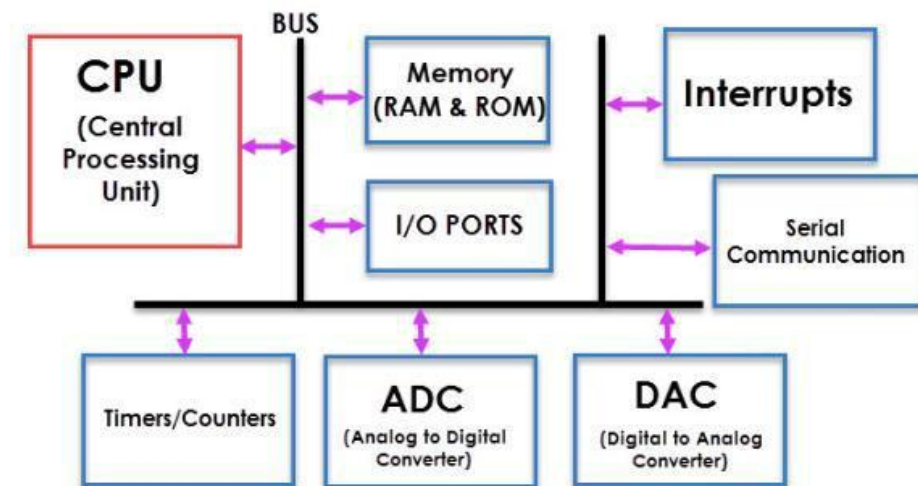 BUS
CPU
(Central
Processing
Unit)
Memory
(RAM & ROM)
I/O PORTS
Interrupts
Serial
Communication
Timers/Counters
ADC
(Analog to Digital
Converter)
DAC
(Digital to Analog
Converter)